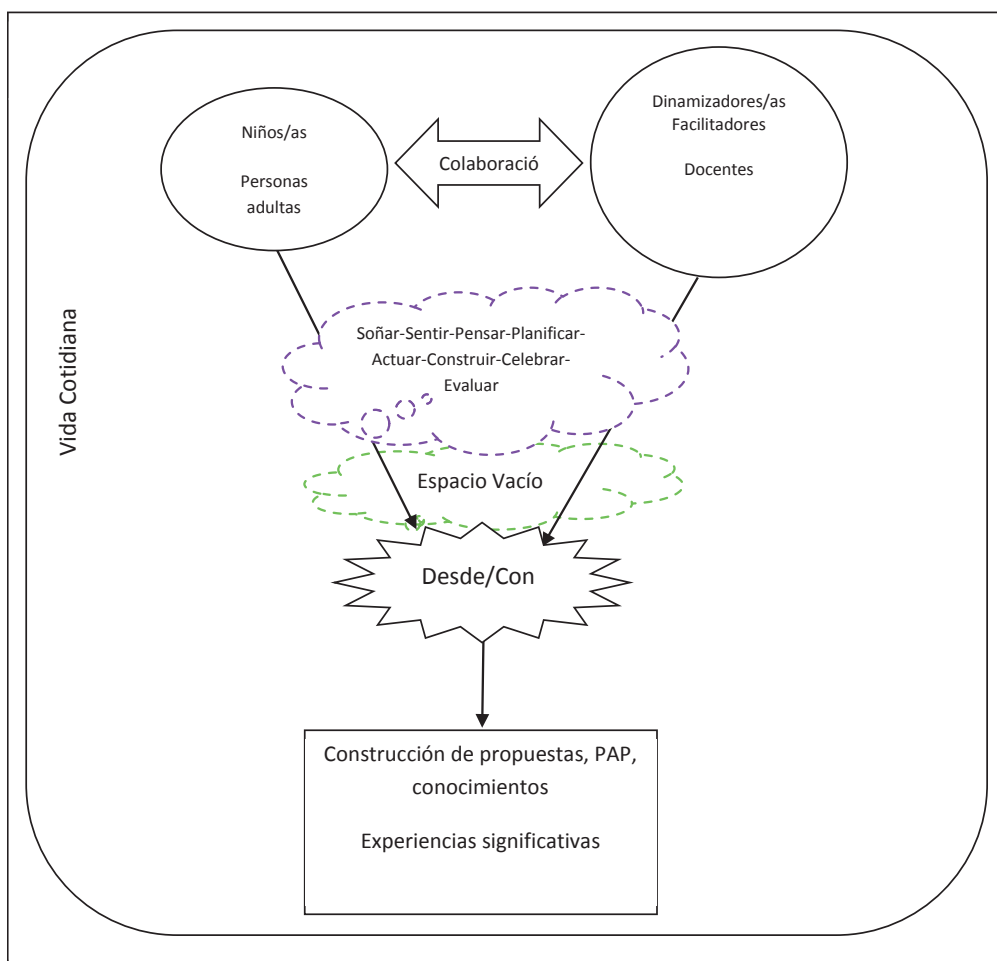 Niños/as
Personas
adultas
Colaboració
Dinamizadores/as
Facilitadores
Docentes
Vida Cotidiana
Soñar-Sentir-Pensar-Planificar-
Actuar-Construir-Celebrar-
Evaluar
Espacio Vacío
Desde/Con
Construcción de propuestas, PAP,
conocimientos
Experiencias significativas